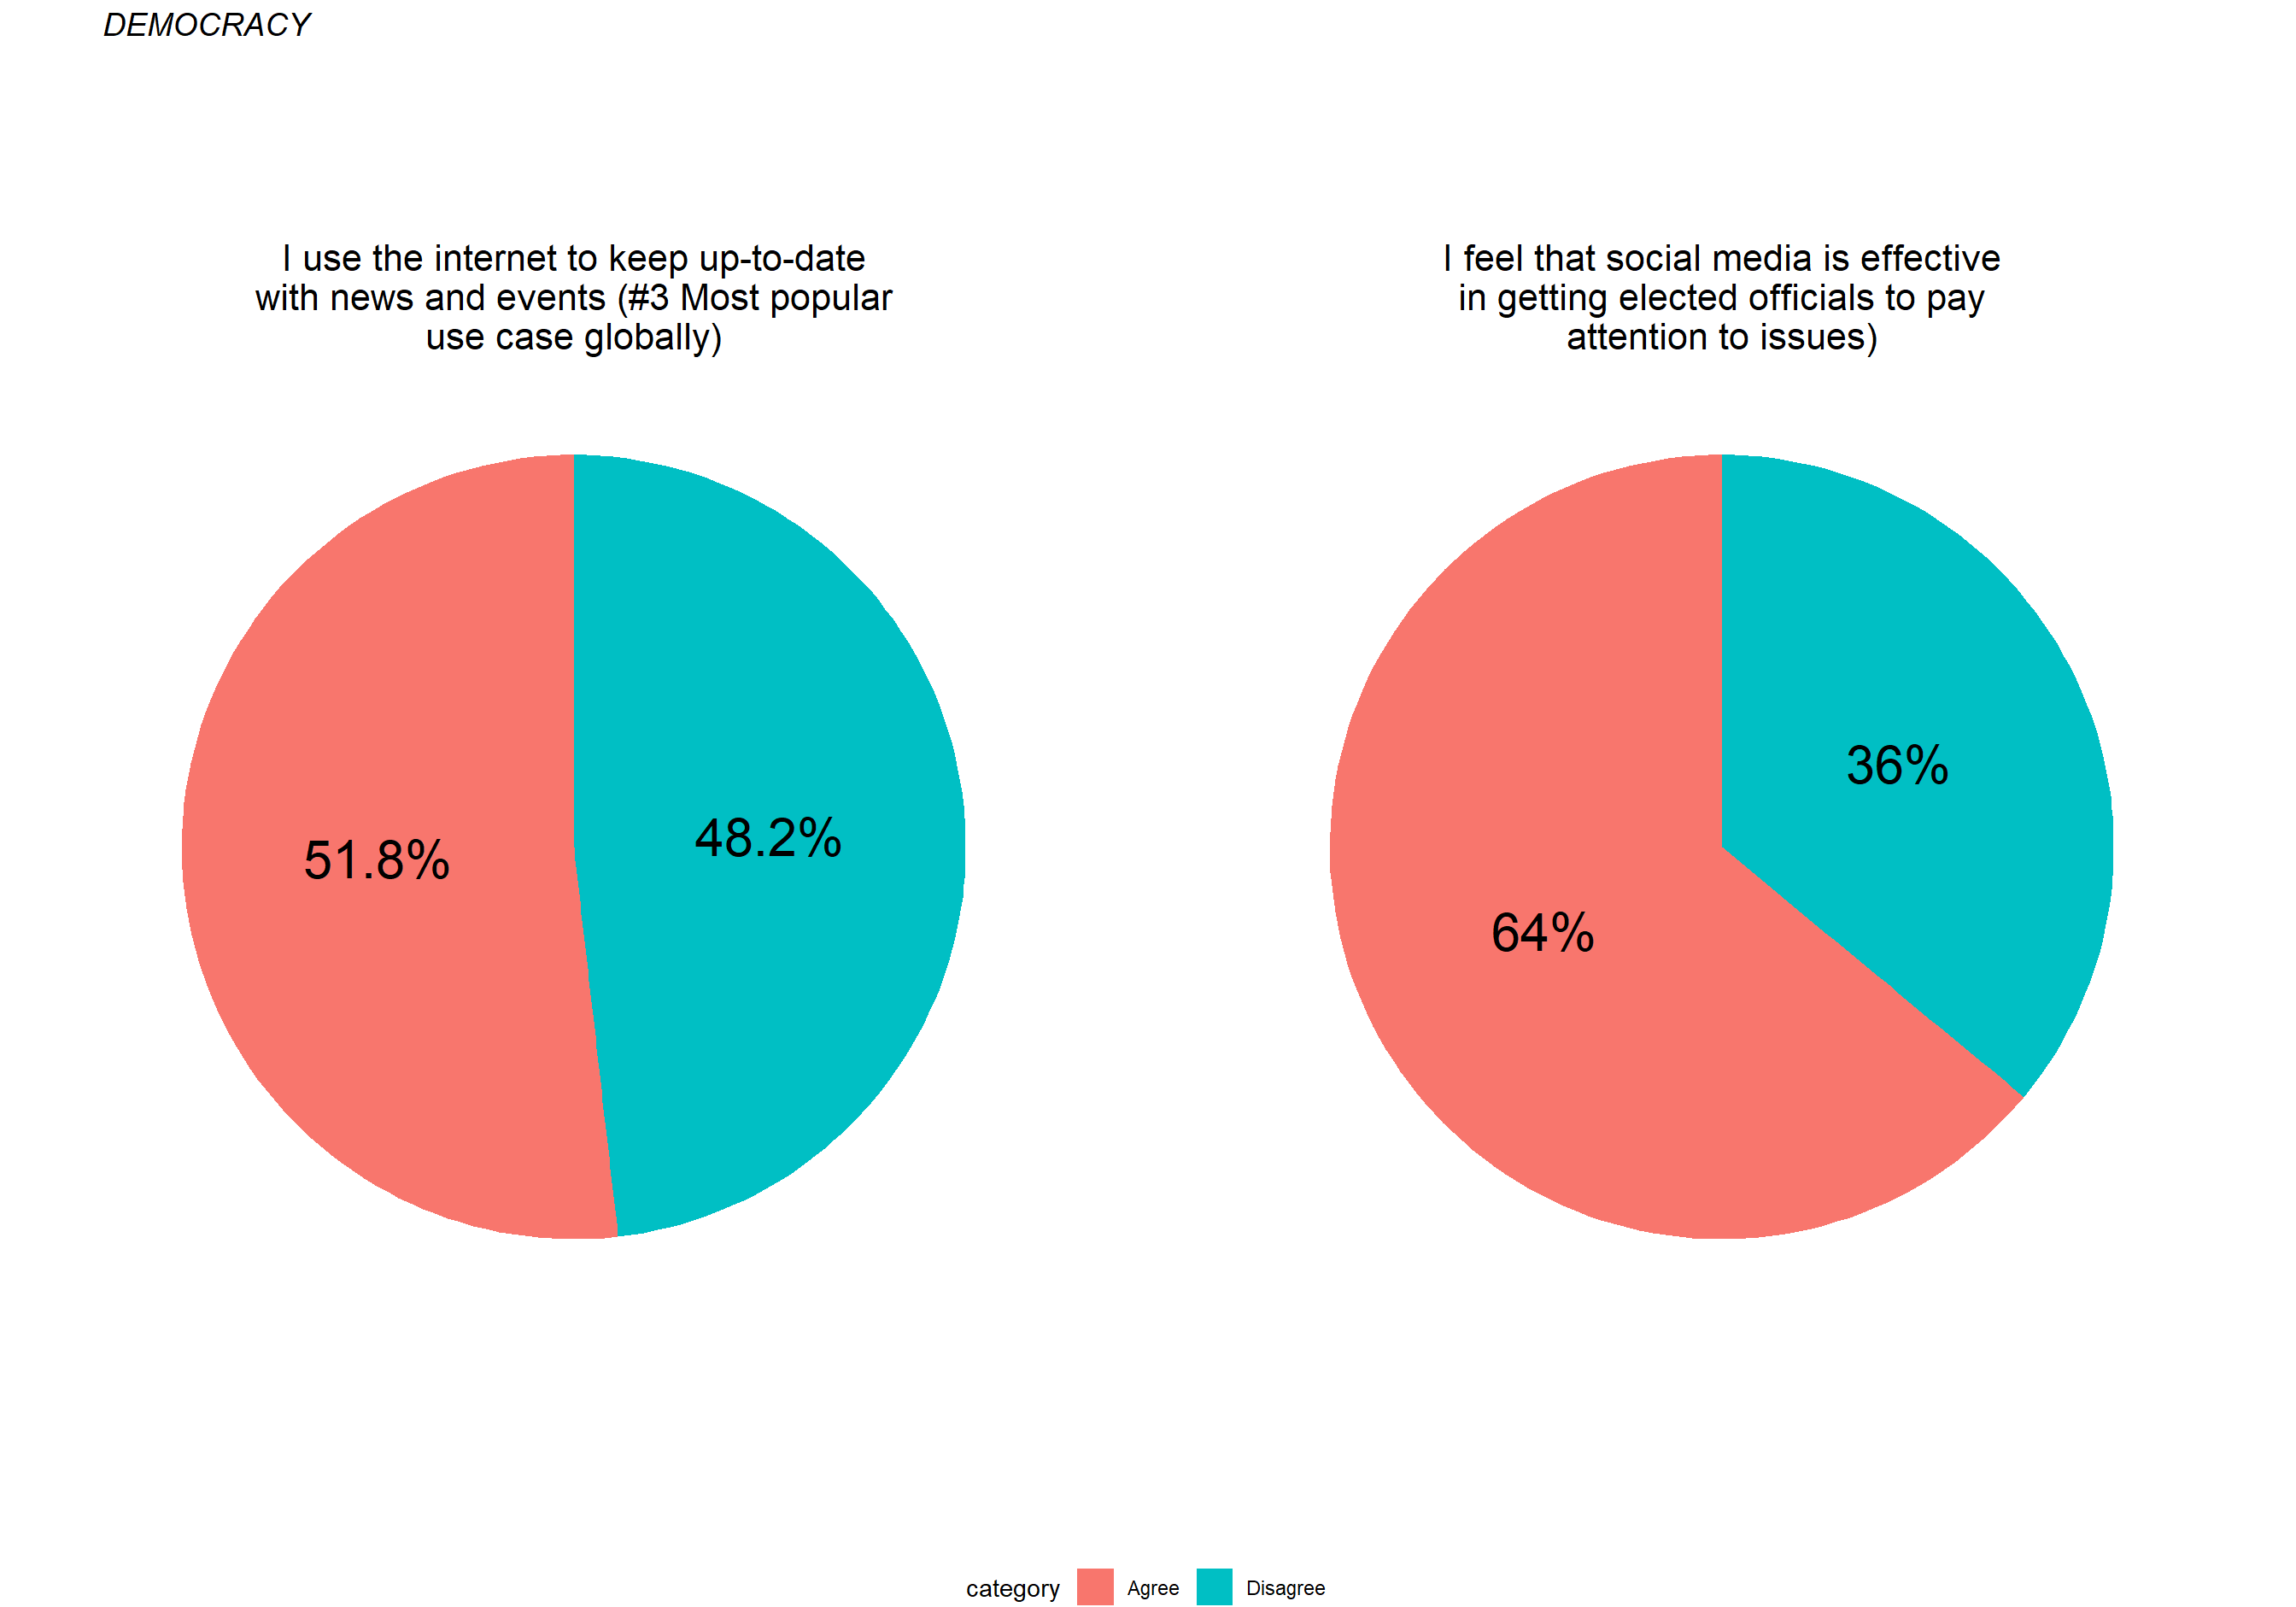 DEMOCRACY
I use the internet to keep up-to-date
with news and events (#3 Most popular
use case globally)
I feel that social media is effective
in getting elected officials to pay
attention to issues)
51.8%
48.2%
64%
36%
category Agree Disagree